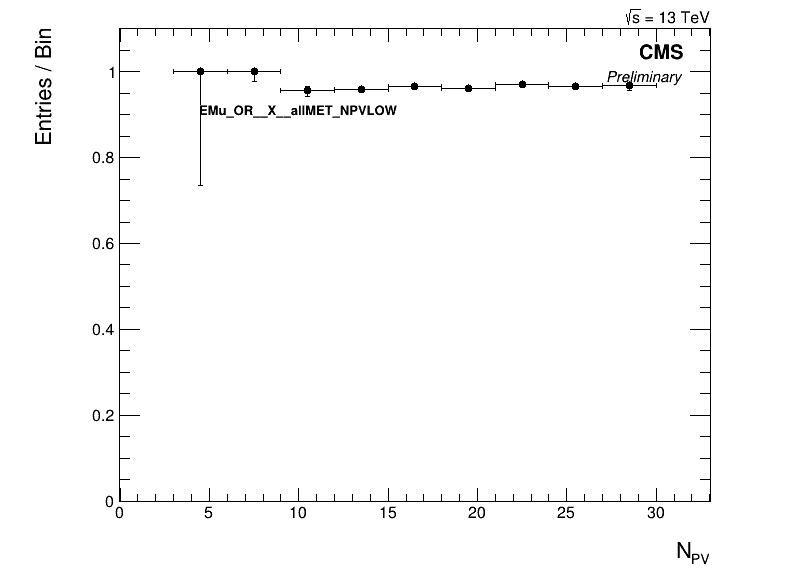 √s = 13 TeV
CMS
Preliminary
EMu_OR__X__allMET_NPVLOW
Entries / Bin
1
0.8
0.6
0.4
0.2
0
0 5 10 15 20 25 30
N_PV